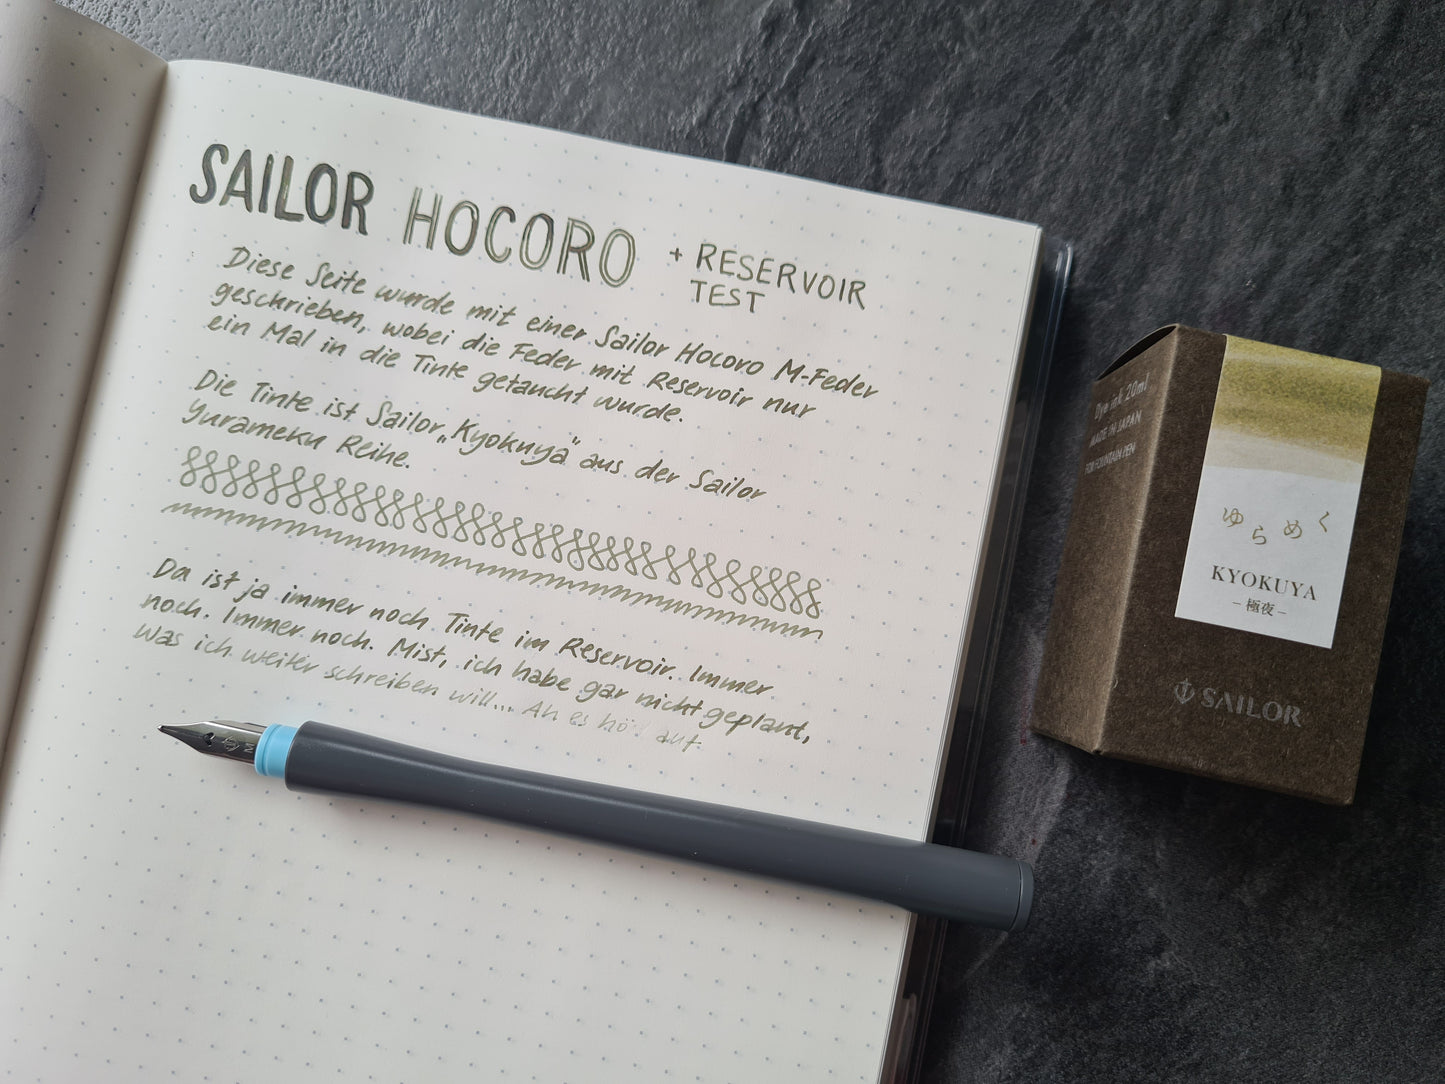 SAILOR HOCORO + RESERVOIR
TEST
Diese Seite wurde mit einer Sailor Hocoro M-Feder
geschrieben, wobei die Feder mit Reservoir nur
ein Mal in die Tinte getaucht wurde.
Die Tinte ist Sailor „Kyokuya“ aus der Sailor
Yurameku Reihe.
Da ist ja immer noch Tinte im Reservoir. Immer
noch. Immer noch. Mist, ich habe gar nicht geplant,
was ich weiter schreiben will... Ah es auf.
Dye ink 20ml
MADE IN JAPAN
FOR FOUNTAIN PEN
ゆらめく
KYOKUYA
–極夜–
SAILOR